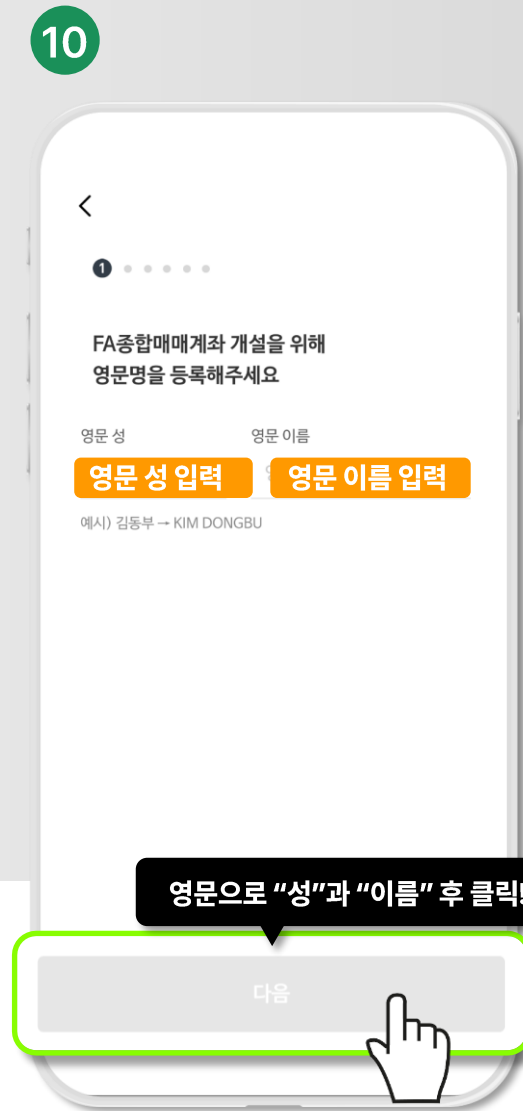 10
1
FA종합매매계좌 개설을 위해
영문명을 등록해주세요
영문 성 영문 이름
영문 성 입력 영문 이름 입력
예시) 김동부 → KIM DONGBU
영문으로 “성”과 “이름” 후 클릭!
다음